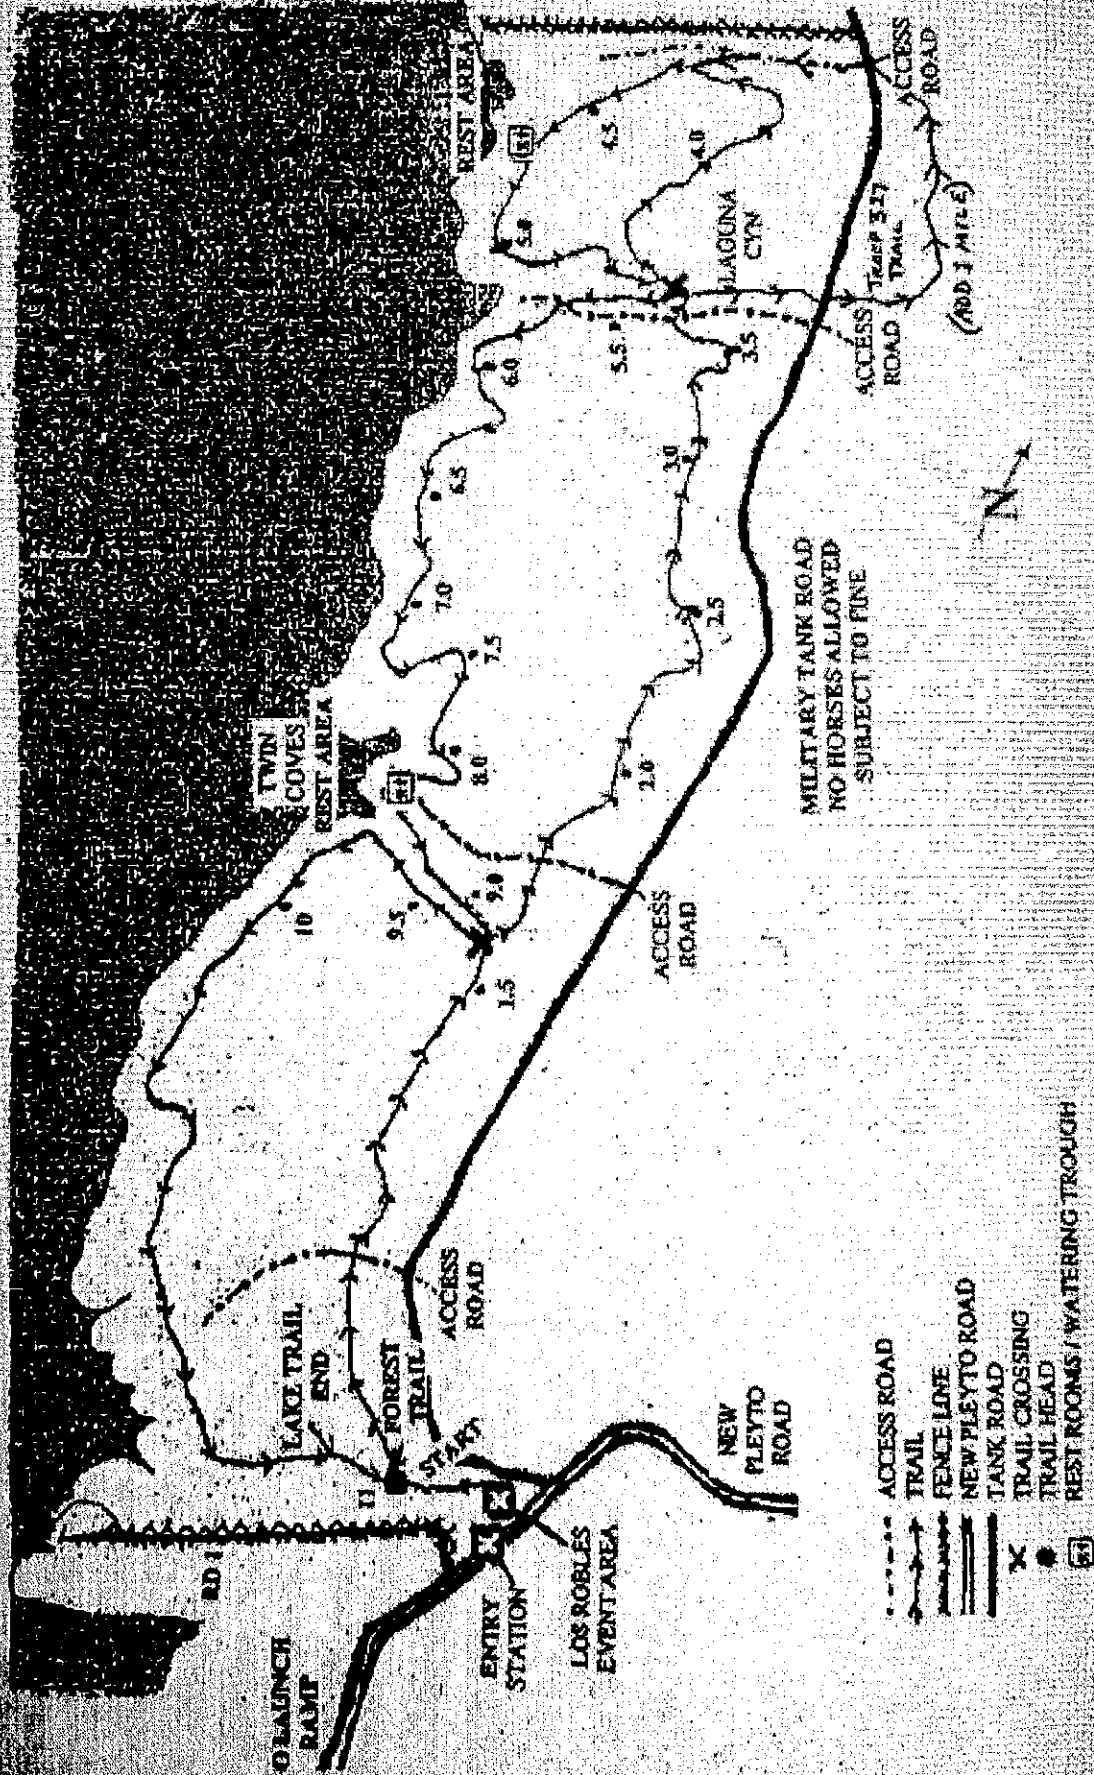 REST AREA
ACCESS
ROAD
4.5
4.0
5.0
LAGUNA
CYN
TRAIL
(ADD 1 MILE)
5.5
3.5
ACCESS
ROAD
6.0
3.0
6.5
N
7.0
2.5
7.5
MILITARY TANK ROAD
NO HORSES ALLOWED
SUBJECT TO FINE
TWIN
COVES
REST AREA
8.0
2.0
9.0
9.5
10
1.5
ACCESS
ROAD
ACCESS
ROAD
LAKE TRAIL
END
FOREST
TRAIL
START
11
NEW
PLEYTO
ROAD
RD 1
LAUNCH
RAMP
ENTRY
STATION
LOS ROBLES
EVENT AREA
ACCESS ROAD
TRAIL
FENCE LINE
NEW PLEYTO ROAD
TANK ROAD
TRAIL CROSSING
TRAIL HEAD
REST ROOMS / WATERING TROUGH